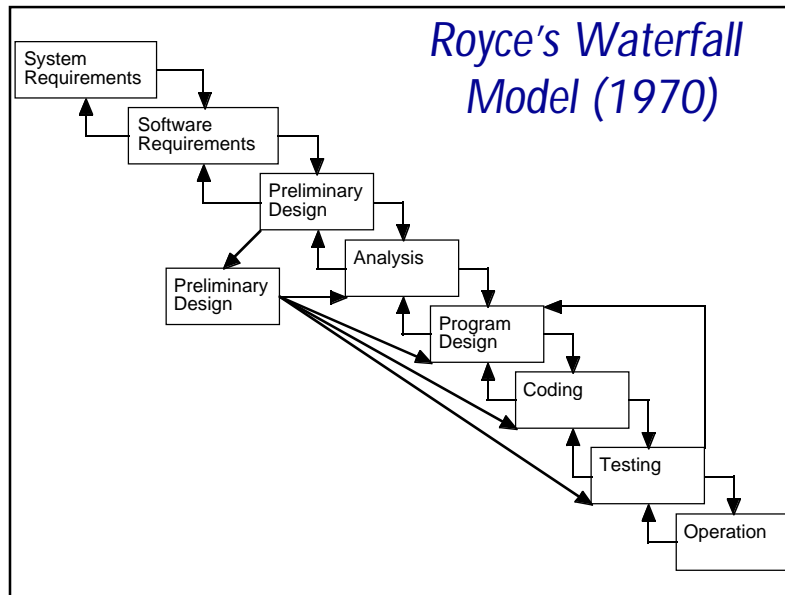 Royce's Waterfall
Model (1970)
System
Requirements
Software
Requirements
Preliminary
Design
Analysis
Preliminary
Design
Program
Design
Coding
Testing
Operation